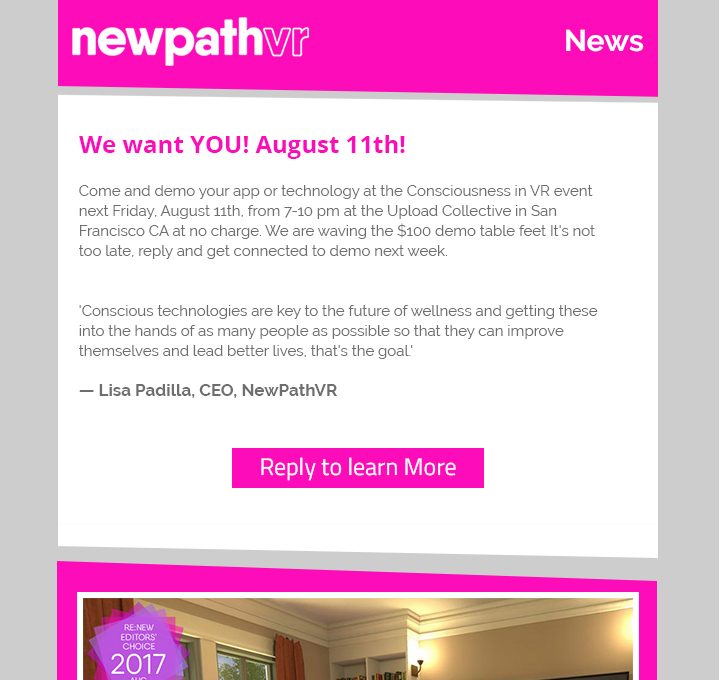 newpathvr
News
We want YOU! August 11th!
Come and demo your app or technology at the Consciousness in VR event
next Friday, August 11th, from 7-10 pm at the Upload Collective in San
Francisco CA at no charge. We are waving the $100 demo table feet It's not
too late, reply and get connected to demo next week.
'Conscious technologies are key to the future of wellness and getting these
into the hands of as many people as possible so that they can improve
themselves and lead better lives, that's the goal.'
— Lisa Padilla, CEO, NewPathVR
Reply to learn More
RE:NEW
EDITORS'
CHOICE
2017
AUG